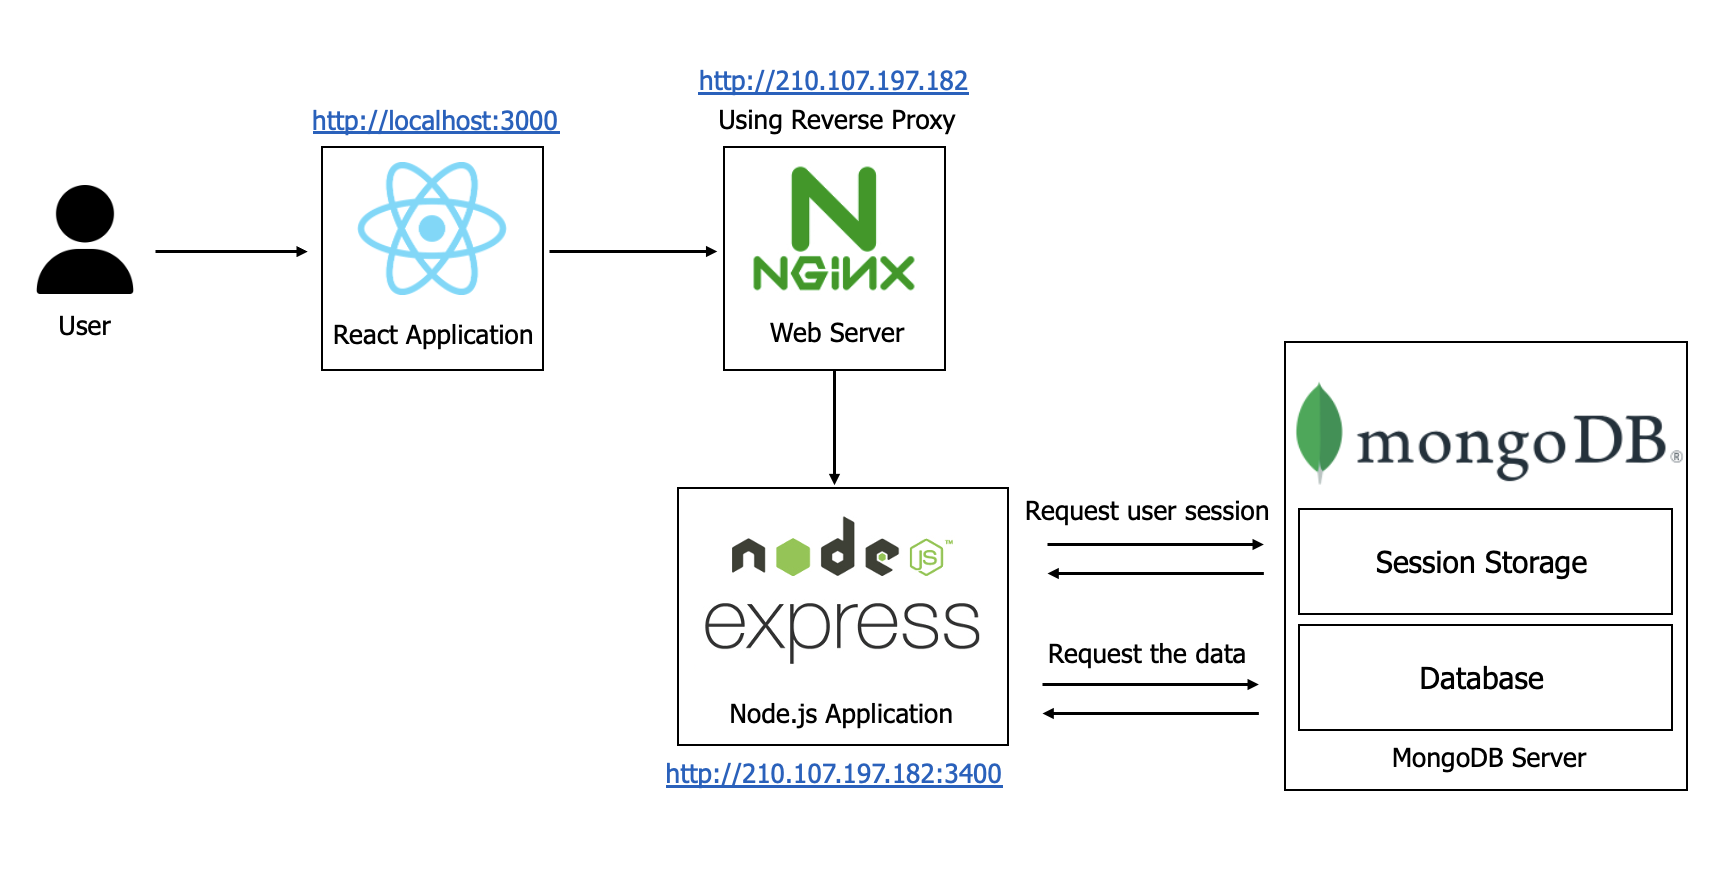 http://210.107.197.182
http://localhost:3000
Using Reverse Proxy
NGINX
User
React Application
Web Server
mongoDB®
node JS™
express
Node.js Application
http://210.107.197.182:3400
Request user session
Request the data
Session Storage
Database
MongoDB Server